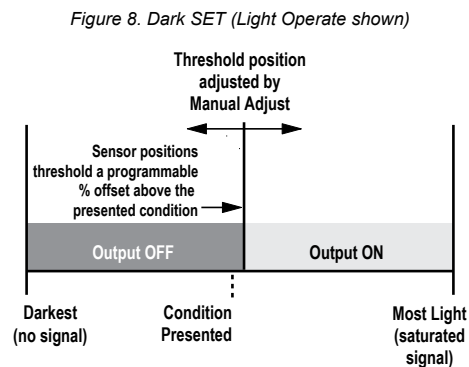 Figure 8. Dark SET (Light Operate shown)
Threshold position
adjusted by
Manual Adjust
Sensor positions
threshold a programmable
% offset above the
presented condition
Output OFF
Output ON
Darkest
(no signal)
Condition
Presented
Most Light
(saturated
signal)